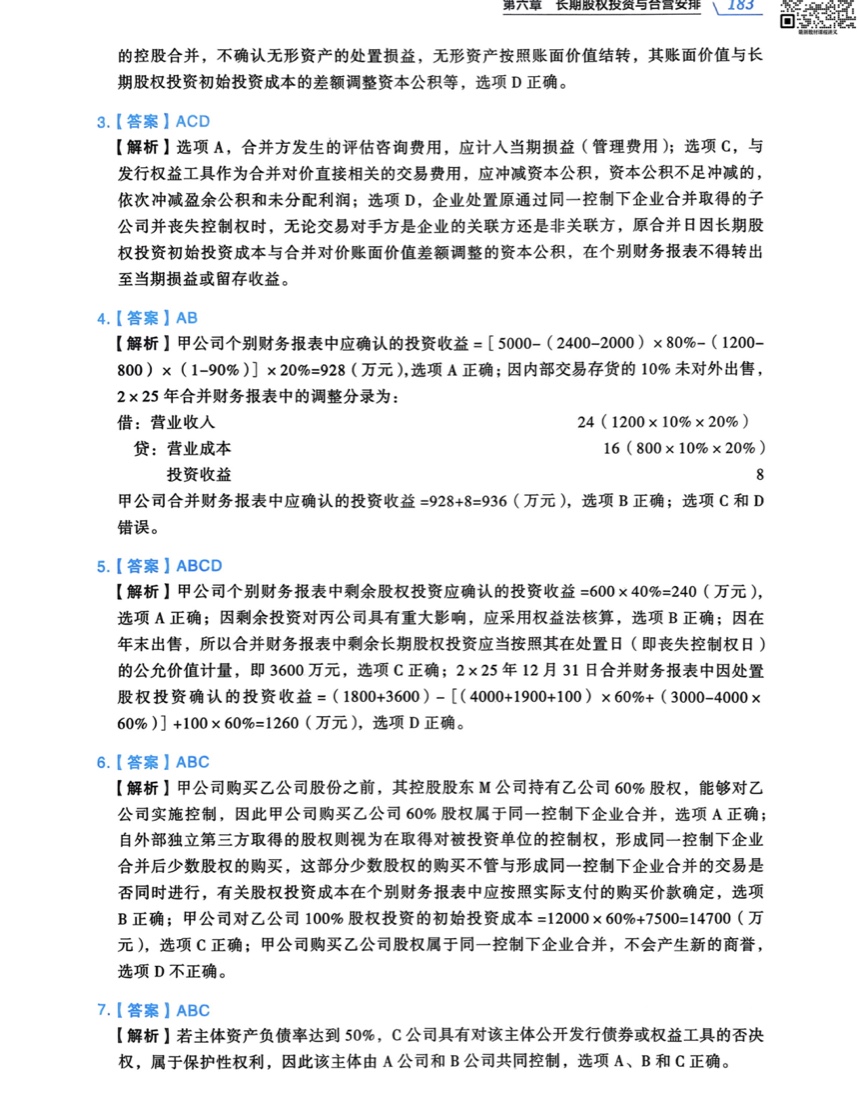 第六章 长期股权投资与合营安排 183
的控股合并，不确认无形资产的处置损益，无形资产按照账面价值结转，其账面价值与长
期股权投资初始投资成本的差额调整资本公积等，选项 D 正确。
3.【答案】ACD
【解析】选项 A，合并方发生的评估咨询费用，应计入当期损益（管理费用）；选项 C，与
发行权益工具作为合并对价直接相关的交易费用，应冲减资本公积，资本公积不足冲减的，
依次冲减盈余公积和未分配利润；选项 D，企业处置原通过同一控制下企业合并取得的子
公司并丧失控制权时，无论交易对手方是企业的关联方还是非关联方，原合并日因长期股
权投资初始投资成本与合并对价账面价值差额调整的资本公积，在个别财务报表不得转出
至当期损益或留存收益。
4.【答案】AB
【解析】甲公司个别财务报表中应确认的投资收益 =［5000-（2400-2000）× 80%-（1200-
800）×（1-90%）］× 20%=928（万元），选项 A 正确；因内部交易存货的 10% 未对外出售，
2×25 年合并财务报表中的调整分录为：
借：营业收入 24（1200 × 10% × 20%）
贷：营业成本 16（800 × 10% × 20%）
投资收益 8
甲公司合并财务报表中应确认的投资收益 =928+8=936（万元），选项 B 正确；选项 C 和 D
错误。
5.【答案】ABCD
【解析】甲公司个别财务报表中剩余股权投资应确认的投资收益 =600 × 40%=240（万元），
选项 A 正确；因剩余投资对丙公司具有重大影响，应采用权益法核算，选项 B 正确；因在
年末出售，所以合并财务报表中剩余长期股权投资应当按照其在处置日（即丧失控制权日）
的公允价值计量，即 3600 万元，选项 C 正确；2×25 年 12 月 31 日合并财务报表中因处置
股权投资确认的投资收益 =（1800+3600）-［（4000+1900+100）× 60%+（3000-4000 ×
60%）］+100 × 60%=1260（万元），选项 D 正确。
6.【答案】ABC
【解析】甲公司购买乙公司股份之前，其控股股东 M 公司持有乙公司 60% 股权，能够对乙
公司实施控制，因此甲公司购买乙公司 60% 股权属于同一控制下企业合并，选项 A 正确；
自外部独立第三方取得的股权则视为在取得对被投资单位的控制权，形成同一控制下企业
合并后少数股权的购买，这部分少数股权的购买不管与形成同一控制下企业合并的交易是
否同时进行，有关股权投资成本在个别财务报表中应按照实际支付的购买价款确定，选项
B 正确；甲公司对乙公司 100% 股权投资的初始投资成本 =12000 × 60%+7500=14700（万
元），选项 C 正确；甲公司购买乙公司股权属于同一控制下企业合并，不会产生新的商誉，
选项 D 不正确。
7.【答案】ABC
【解析】若主体资产负债率达到 50%，C 公司具有对该主体公开发行债券或权益工具的否决
权，属于保护性权利，因此该主体由 A 公司和 B 公司共同控制，选项 A、B 和 C 正确。